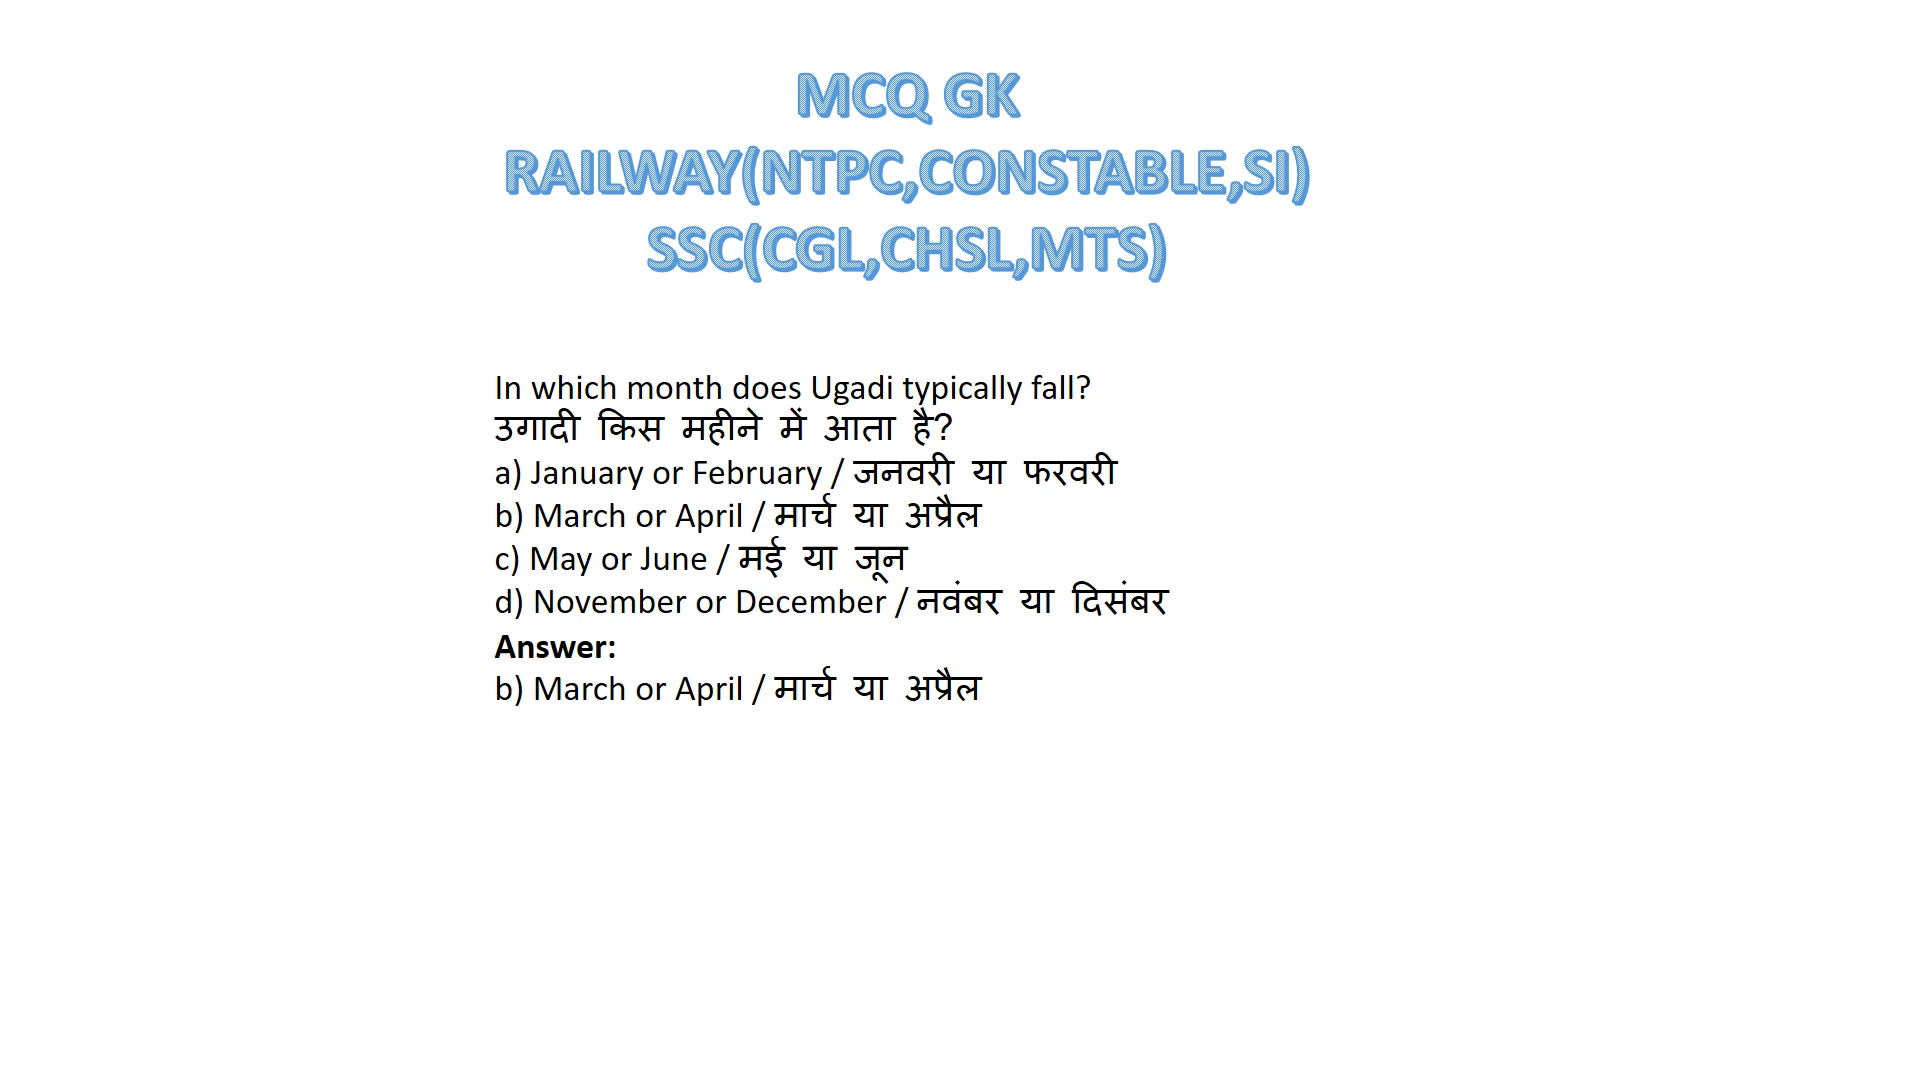 MCQ GK
RAILWAY(NTPC,CONSTABLE,SI)
SSC(CGL,CHSL,MTS)
In which month does Ugadi typically fall?
उगादी किस महीने में आता है?
a) January or February / जनवरी या फरवरी
b) March or April / मार्च या अप्रैल
c) May or June / मई या जून
d) November or December / नवंबर या दिसंबर
Answer:
b) March or April / मार्च या अप्रैल